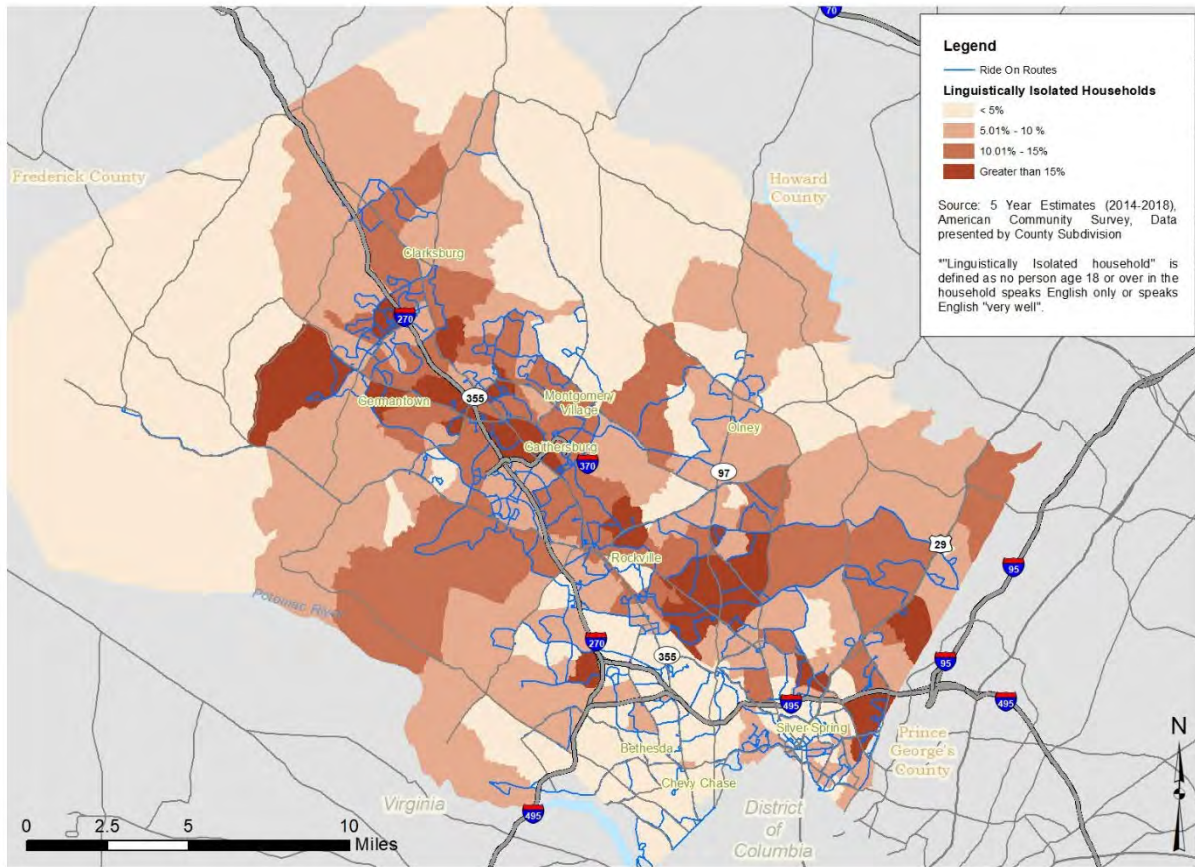 70
Legend
Ride On Routes
Linguistically Isolated Households
< 5%
5.01% - 10 %
10.01% - 15%
Greater than 15%
Source: 5 Year Estimates (2014-2018),
American Community Survey, Data
presented by County Subdivision
*"Linguistically Isolated household" is
defined as no person age 18 or over in the
household speaks English only or speaks
English "very well".
Frederick County
Howard
County
Clarksburg
270
355
Germantown
Montgomery
Village
Olney
Gaithersburg
370
97
29
Rockville
95
Potomac River
270
355
95
495
495
Silver Spring
Prince
George's
County
Bethesda
Chevy Chase
Virginia
District
of
Columbia
495
N
0 2.5 5 10
Miles